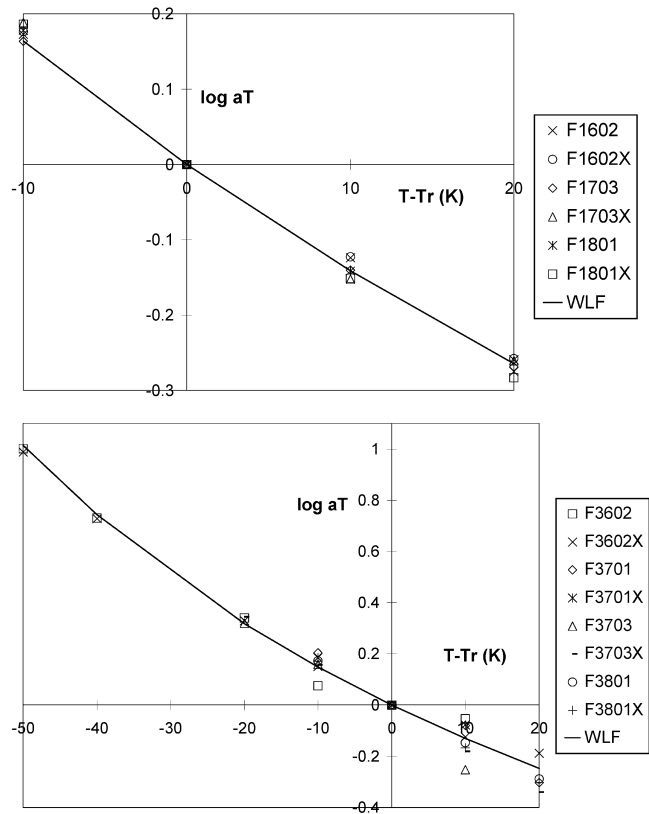 0.2
0.1
log aT
0
-10 0 10 20
T-Tr (K)
-0.1
-0.2
-0.3
F1602
F1602X
F1703
F1703X
F1801
F1801X
WLF
1
log aT
0.8
0.6
0.4
0.2
T-Tr (K)
0
-50 -40 -30 -20 -10 0 10 20
-0.2
-0.4
F3602
F3602X
F3701
F3701X
F3703
F3703X
F3801
F3801X
WLF